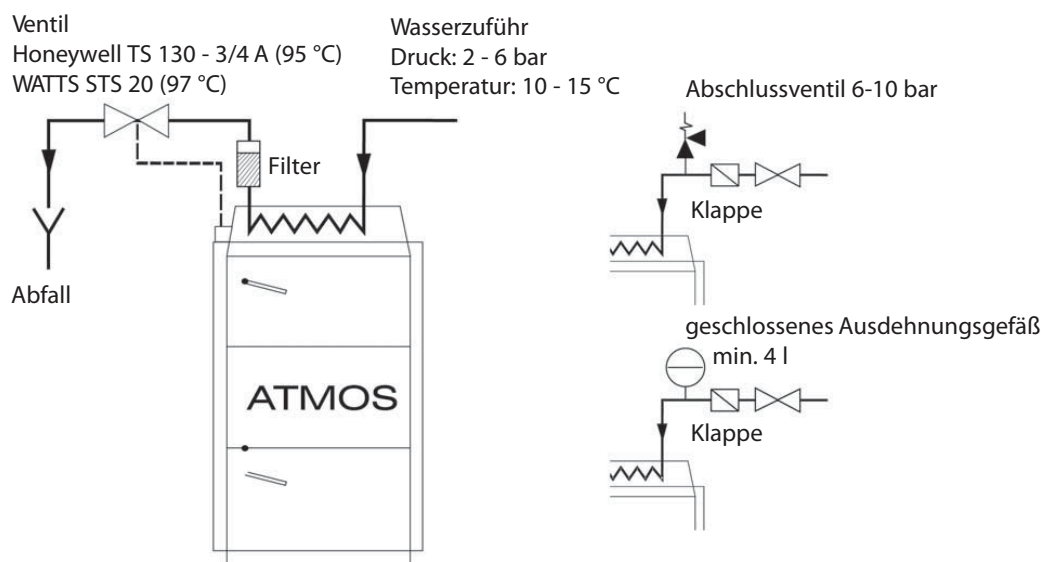 Ventil
Honeywell TS 130 - 3/4 A (95 °C)
WATTS STS 20 (97 °C)
Wasserzuführ
Druck: 2 - 6 bar
Temperatur: 10 - 15 °C
Abschlussventil 6-10 bar
Filter
Klappe
Abfall
geschlossenes Ausdehnungsgefäß
min. 4 l
ATMOS
Klappe